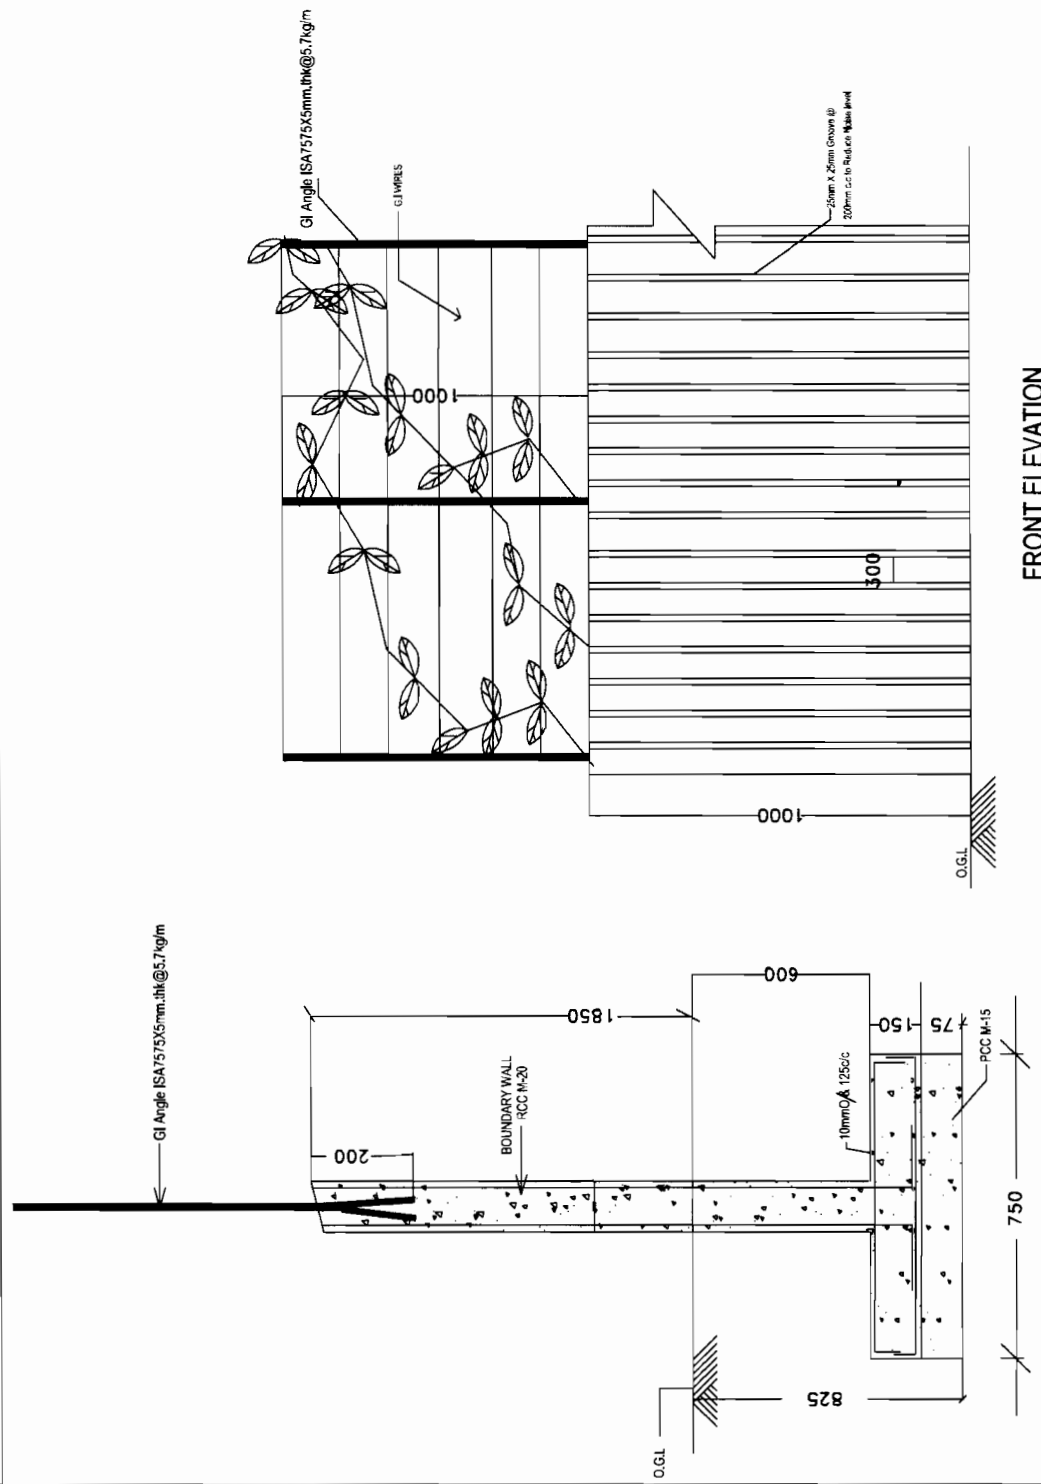 GI Angle ISA7575X5mm.thk@5.7kg/m
G.I WIRES
1000
25mm X 25mm Groove @
200mm c.c to Reduce Noise level
300
1000
O.G.L
FRONT ELEVATION
GI Angle ISA7575X5mm.thk@5.7kg/m
1850
200
BOUNDARY WALL
RCC M-20
600
10mmO/& 125c/c
150
75
PCC M-15
750
825
O.G.L